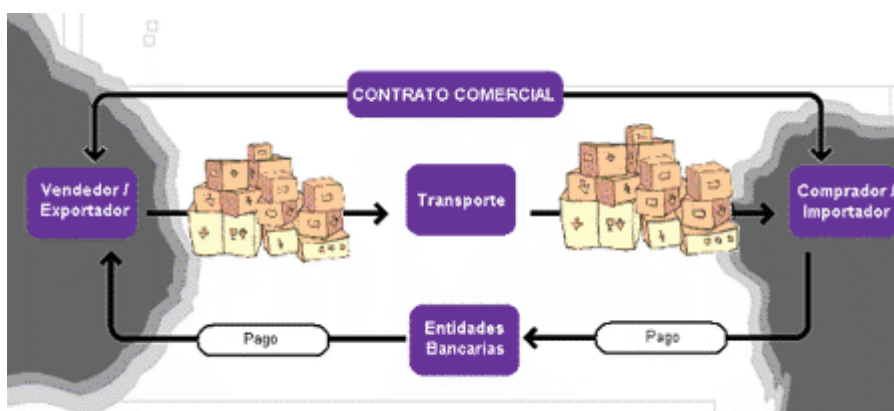 CONTRATO COMERCIAL
Vendedor /
Exportador
Transporte
Comprador /
Importador
Pago
Entidades
Bancarias
Pago